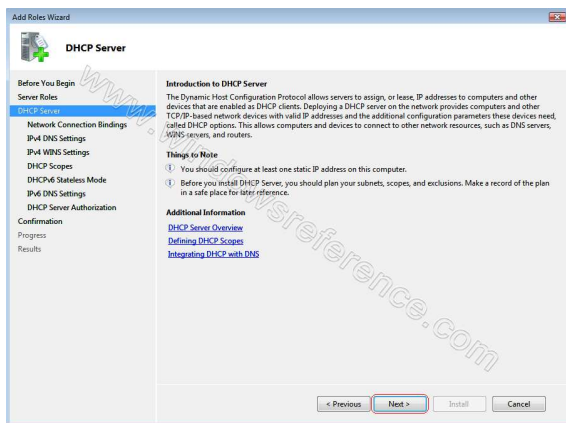 Add Roles Wizard
DHCP Server
Before You Begin
Server Roles
DHCP Server
Network Connection Bindings
IPv4 DNS Settings
IPv4 WINS Settings
DHCP Scopes
DHCPv6 Stateless Mode
IPv6 DNS Settings
DHCP Server Authorization
Confirmation
Progress
Results
Introduction to DHCP Server
The Dynamic Host Configuration Protocol allows servers to assign, or lease, IP addresses to computers and other
devices that are enabled as DHCP clients. Deploying a DHCP server on the network provides computers and other
TCP/IP-based network devices with valid IP addresses and the additional configuration parameters these devices need,
called DHCP options. This allows computers and devices to connect to other network resources, such as DNS servers,
WINS servers, and routers.
Things to Note
You should configure at least one static IP address on this computer.
Before you install DHCP Server, you should plan your subnets, scopes, and exclusions. Make a record of the plan
in a safe place for later reference.
Additional Information
DHCP Server Overview
Defining DHCP Scopes
Integrating DHCP with DNS
www.windowsreference.com
< Previous
Next >
Install
Cancel